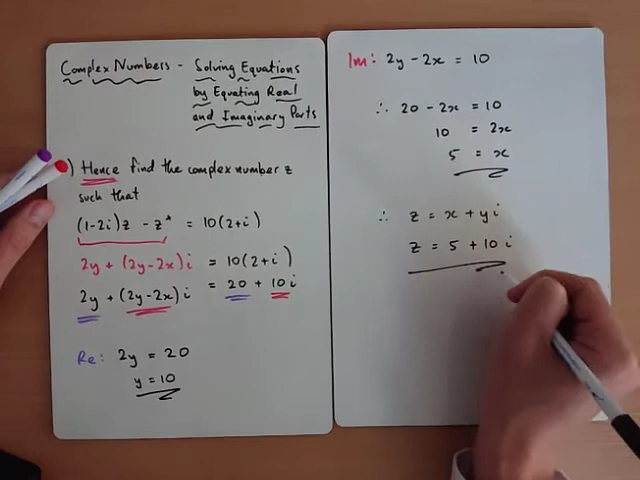 Complex Numbers - Solving Equations
by Equating Real
and Imaginary Parts
) Hence find the complex number z
such that
(1-2i)z - z* = 10(2+i)
2y + (2y-2x)i = 10(2+i)
2y + (2y-2x)i = 20 + 10i
Re: 2y = 20
y = 10
Im: 2y - 2x = 10
∴ 20 - 2x = 10
10 = 2x
5 = x
∴ z = x + yi
z = 5 + 10i